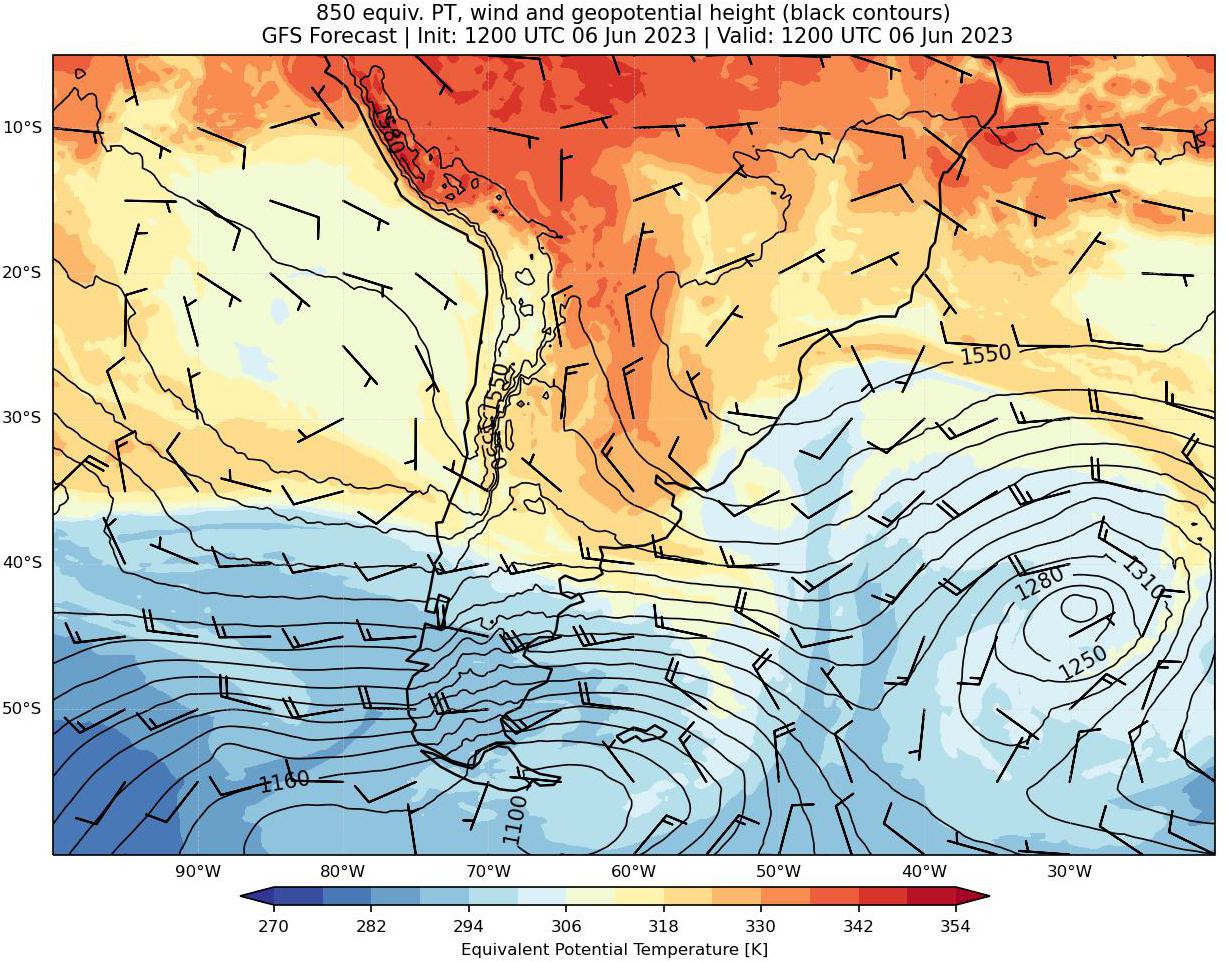 850 equiv. PT, wind and geopotential height (black contours)
GFS Forecast | Init: 1200 UTC 06 Jun 2023 | Valid: 1200 UTC 06 Jun 2023
10°S
20°S
30°S
40°S
50°S
1580
1550
1550
1280
1310
1250
1160
1100
90°W 80°W 70°W 60°W 50°W 40°W 30°W
270 282 294 306 318 330 342 354
Equivalent Potential Temperature [K]